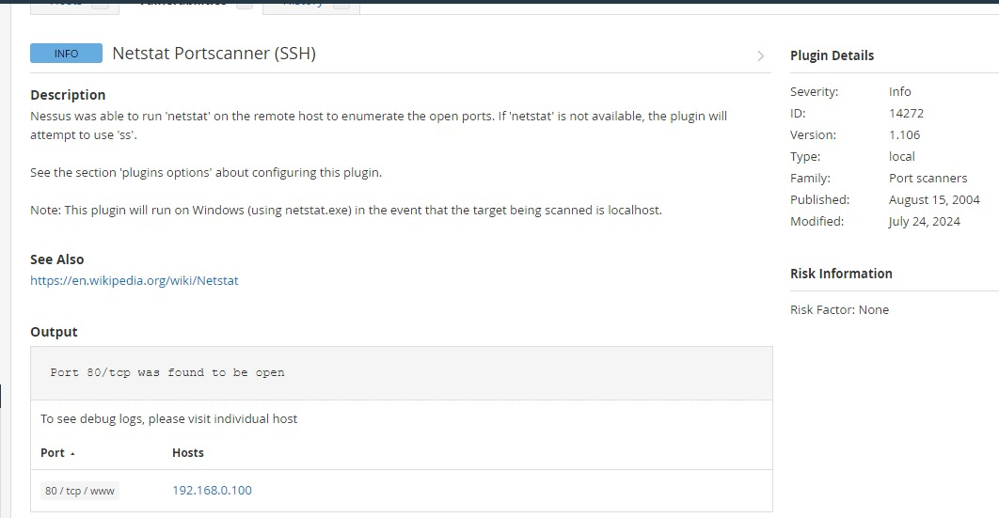 INFO
Netstat Portscanner (SSH)
Description
Nessus was able to run 'netstat' on the remote host to enumerate the open ports. If 'netstat' is not available, the plugin will
attempt to use 'ss'.
See the section 'plugins options' about configuring this plugin.
Note: This plugin will run on Windows (using netstat.exe) in the event that the target being scanned is localhost.
See Also
https://en.wikipedia.org/wiki/Netstat
Output
Port 80/tcp was found to be open
To see debug logs, please visit individual host
Port Hosts
80 / tcp / www 192.168.0.100
Plugin Details
Severity: Info
ID: 14272
Version: 1.106
Type: local
Family: Port scanners
Published: August 15, 2004
Modified: July 24, 2024
Risk Information
Risk Factor: None